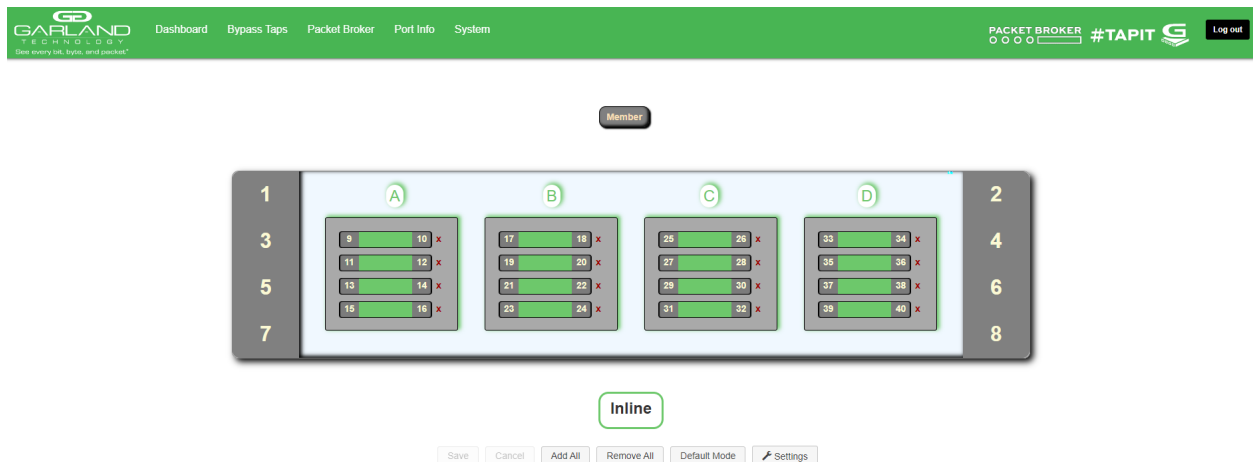 GARLAND
TECHNOLOGY
See every bit, byte, and packet.®
Dashboard Bypass Taps Packet Broker Port Info System
PACKET BROKER
#TAPIT
Log out
Member
1 A B C D 2
3 9 10 x 17 18 x 25 26 x 33 34 x 4
11 12 x 19 20 x 27 28 x 35 36 x
5 13 14 x 21 22 x 29 30 x 37 38 x 6
15 16 x 23 24 x 31 32 x 39 40 x
7 8
Inline
Save Cancel Add All Remove All Default Mode Settings